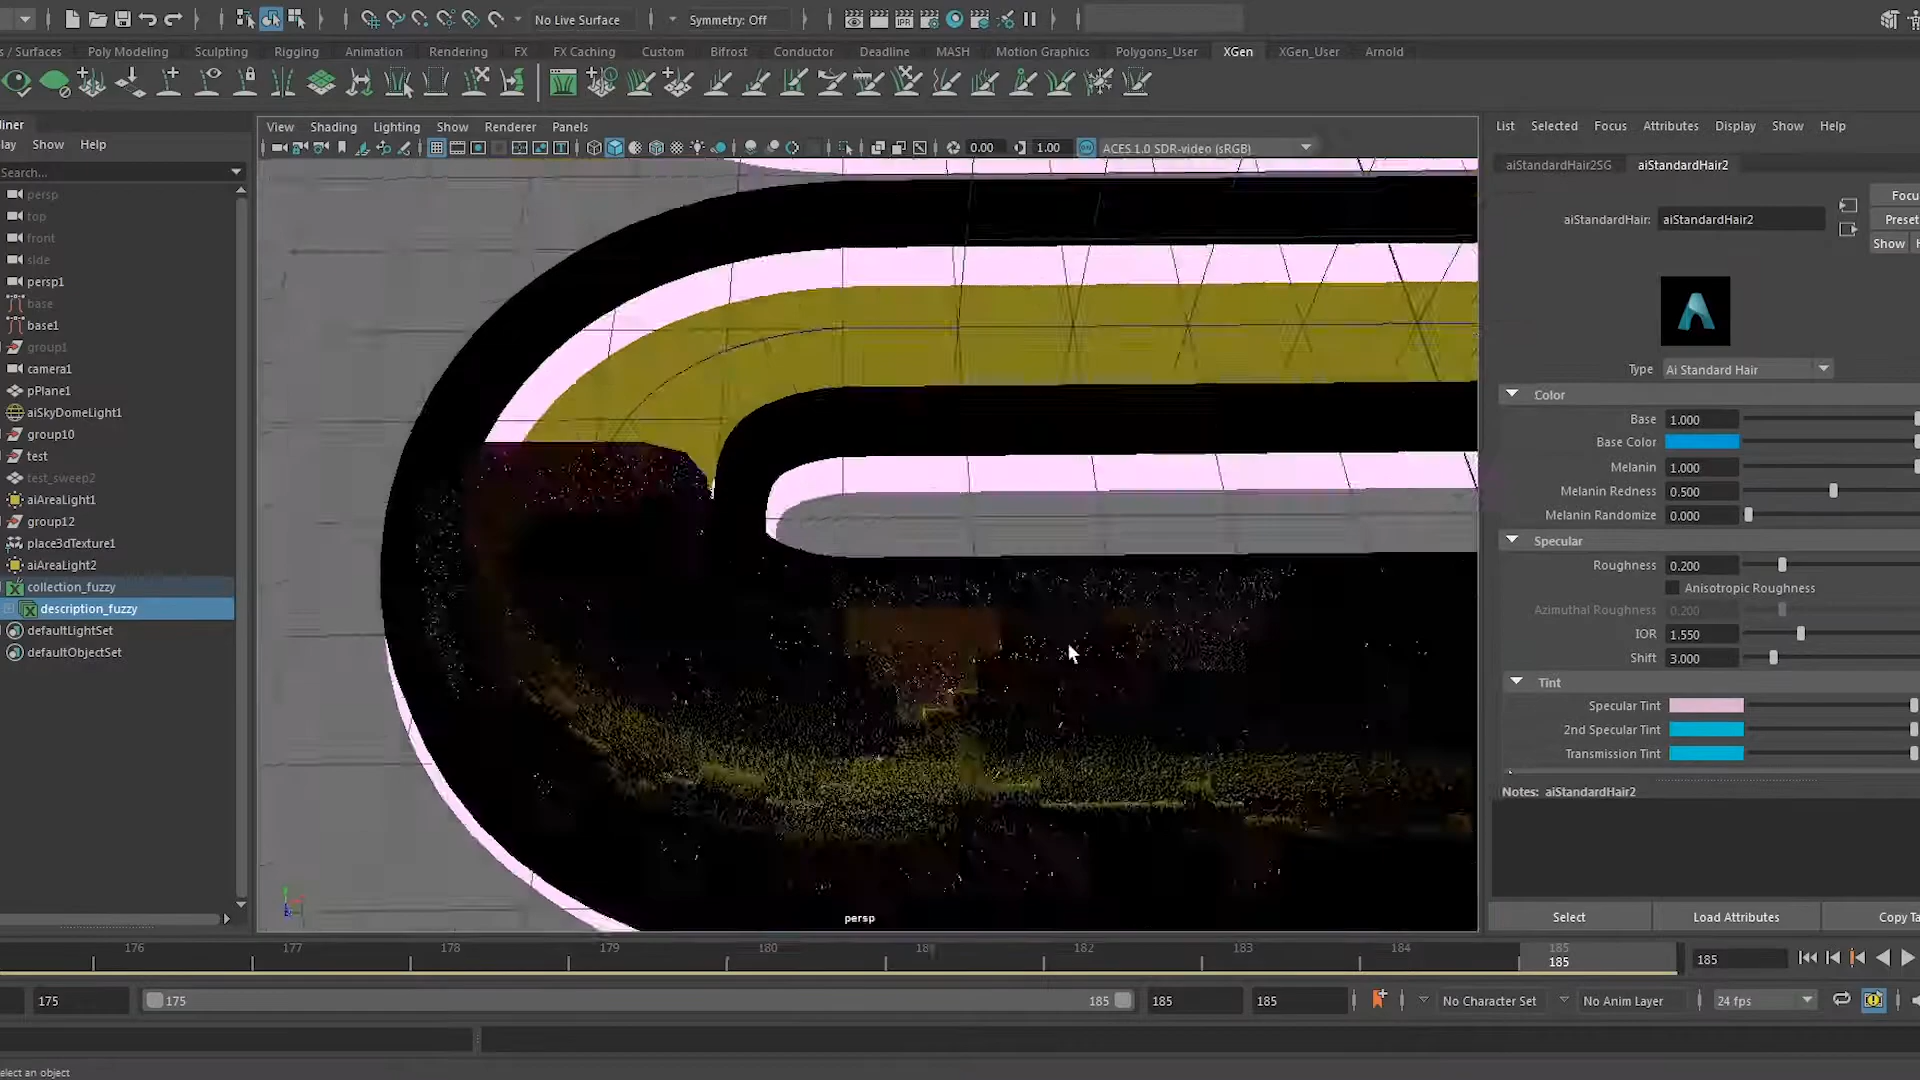 No Live Surface
Symmetry: Off
s / Surfaces
Poly Modeling
Sculpting
Rigging
Animation
Rendering
FX
FX Caching
Custom
Bifrost
Conductor
Deadline
MASH
Motion Graphics
Polygons_User
XGen
XGen_User
Arnold
IPR
liner
lay
Show
Help
Search...
persp
top
front
side
persp1
base
base1
group1
camera1
pPlane1
aiSkyDomeLight1
group10
test
test_sweep2
aiAreaLight1
group12
place3dTexture1
aiAreaLight2
collection_fuzzy
description_fuzzy
defaultLightSet
defaultObjectSet
View
Shading
Lighting
Show
Renderer
Panels
0.00
1.00
ACES 1.0 SDR-video (sRGB)
persp
List
Selected
Focus
Attributes
Display
Show
Help
aiStandardHair2SG
aiStandardHair2
aiStandardHair:
aiStandardHair2
Focu
Preset
Show
H
Type
Ai Standard Hair
Color
Base
1.000
Base Color
Melanin
1.000
Melanin Redness
0.500
Melanin Randomize
0.000
Specular
Roughness
0.200
Anisotropic Roughness
Azimuthal Roughness
0.200
IOR
1.550
Shift
3.000
Tint
Specular Tint
2nd Specular Tint
Transmission Tint
Notes: aiStandardHair2
Select
Load Attributes
Copy Ta
176
177
178
179
180
182
183
184
185
185
185
175
175
185
185
185
No Character Set
No Anim Layer
24 fps
elect an object